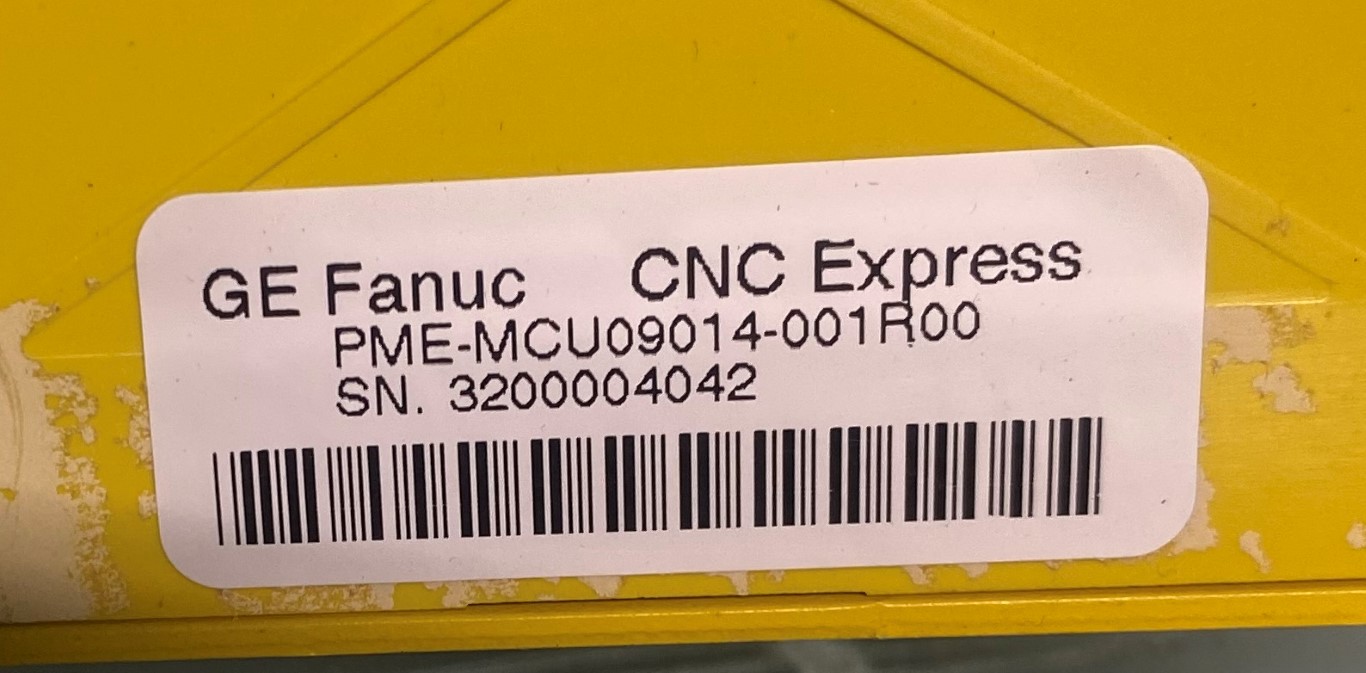 GE Fanuc CNC Express
PME-MCU09014-001R00
SN. 3200004042